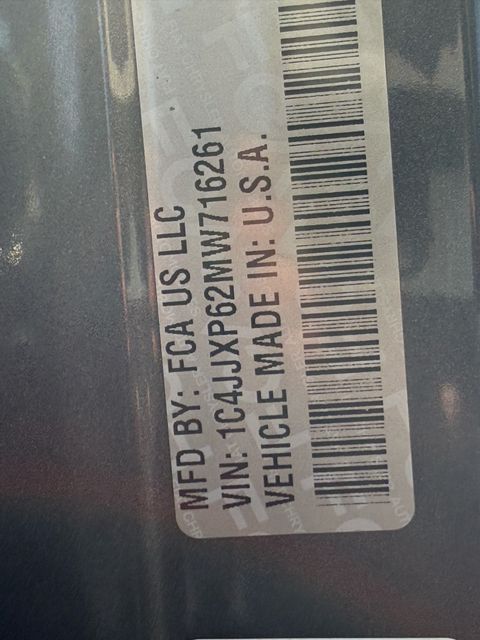 MFD BY: FCA US LLC
VIN: 1C4JJXP62MW716261
VEHICLE MADE IN: U.S.A.